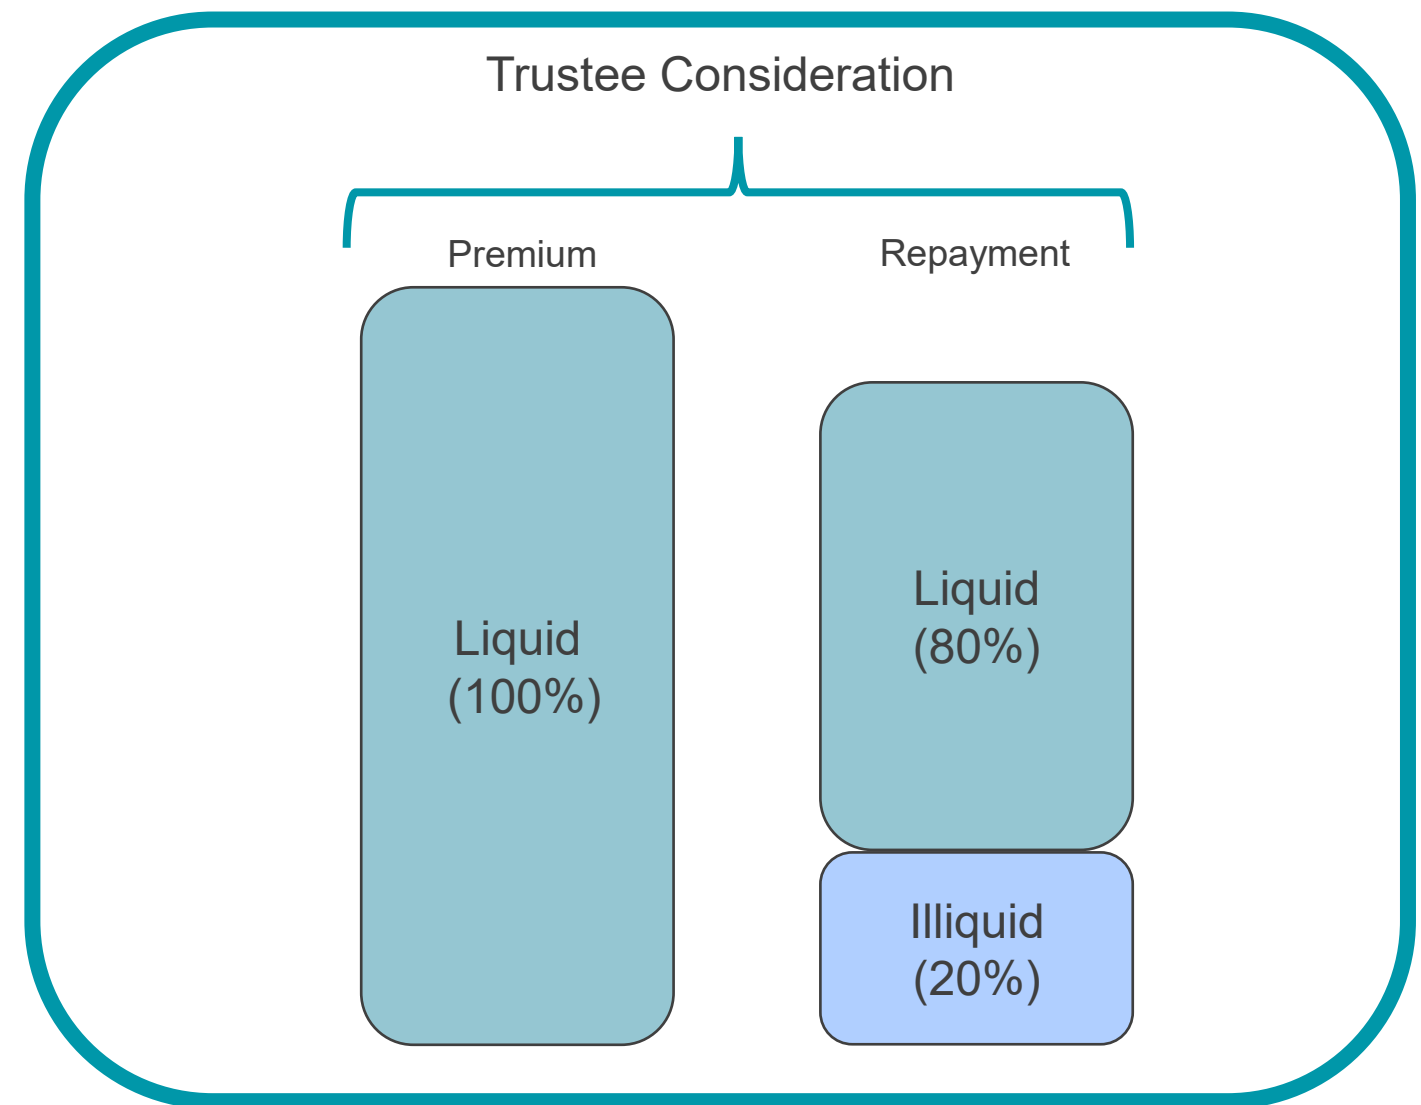 Trustee Consideration
Premium
Repayment
Liquid
(100%)
Liquid
(80%)
Illiquid
(20%)